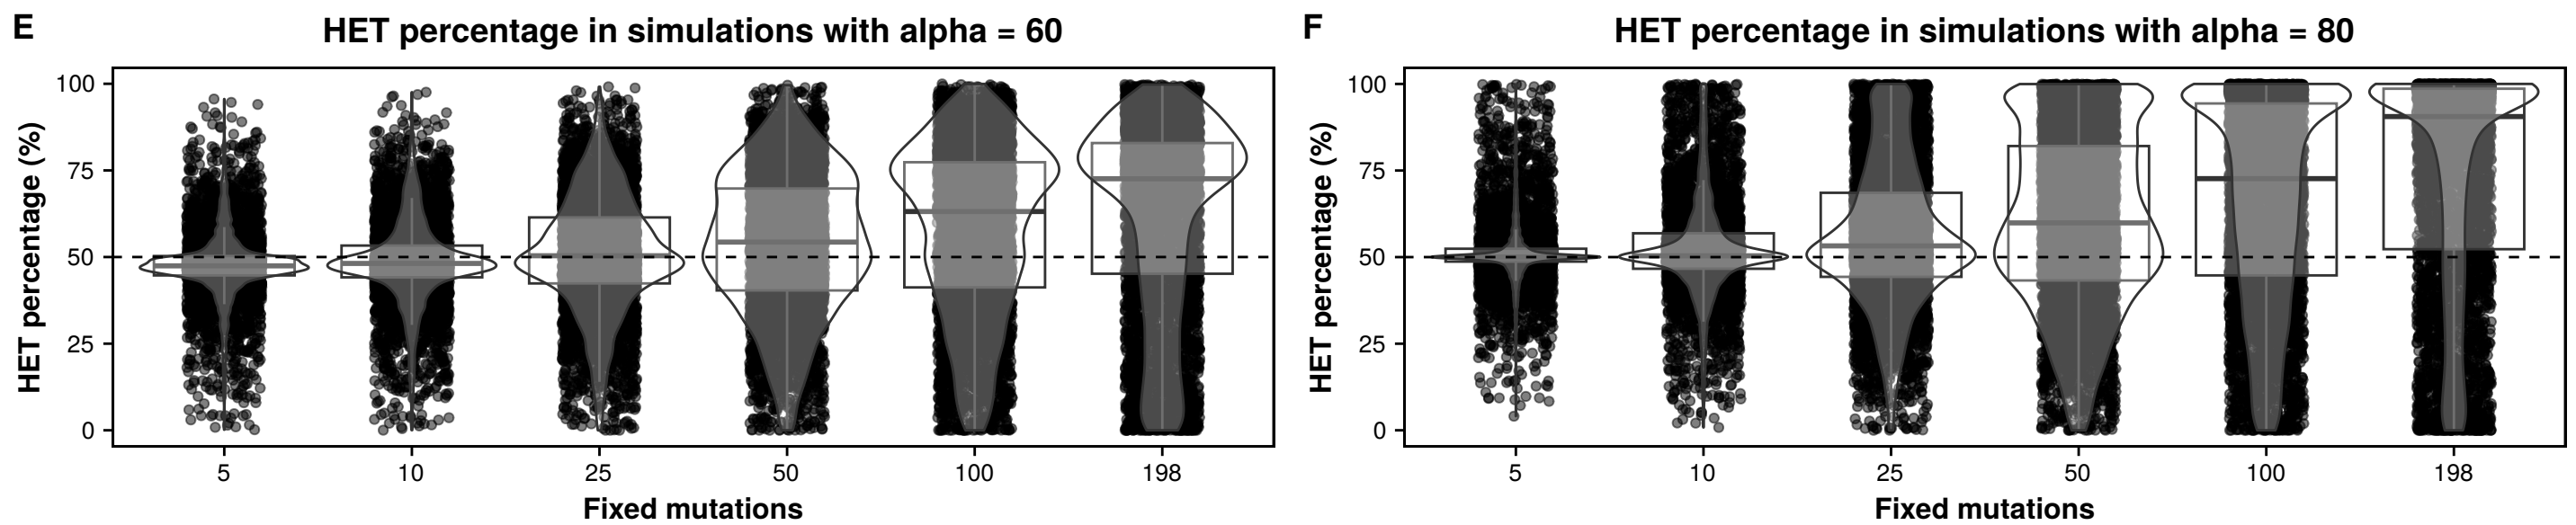 E
HET percentage in simulations with alpha = 60
HET percentage (%)
100
75
50
25
0
5 10 25 50 100 198
Fixed mutations
F
HET percentage in simulations with alpha = 80
HET percentage (%)
100
75
50
25
0
5 10 25 50 100 198
Fixed mutations